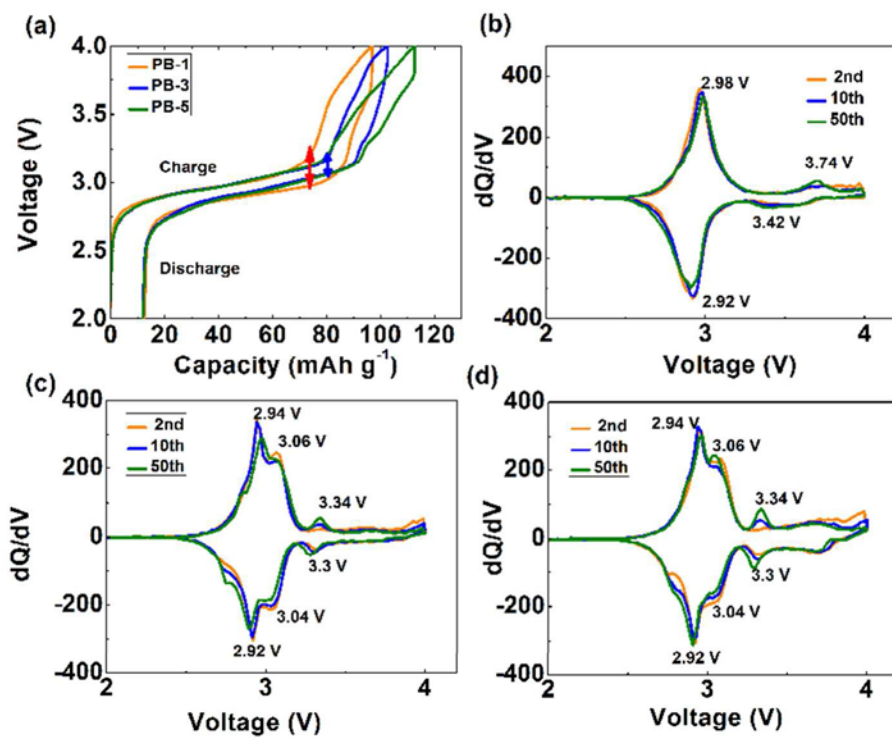 (a)
4.0
3.5
3.0
2.5
2.0
Voltage (V)
PB-1
PB-3
PB-5
Charge
Discharge
0 20 40 60 80 100 120
Capacity (mAh g⁻¹)
(b)
400
200
0
-200
-400
dQ/dV
2.98 V
2nd
10th
50th
3.74 V
3.42 V
2.92 V
2 3 4
Voltage (V)
(c)
400
200
0
-200
-400
dQ/dV
2nd
10th
50th
2.94 V
3.06 V
3.34 V
3.3 V
3.04 V
2.92 V
2 3 4
Voltage (V)
(d)
400
200
0
-200
-400
dQ/dV
2nd
10th
50th
2.94 V
3.06 V
3.34 V
3.3 V
3.04 V
2.92 V
2 3 4
Voltage (V)